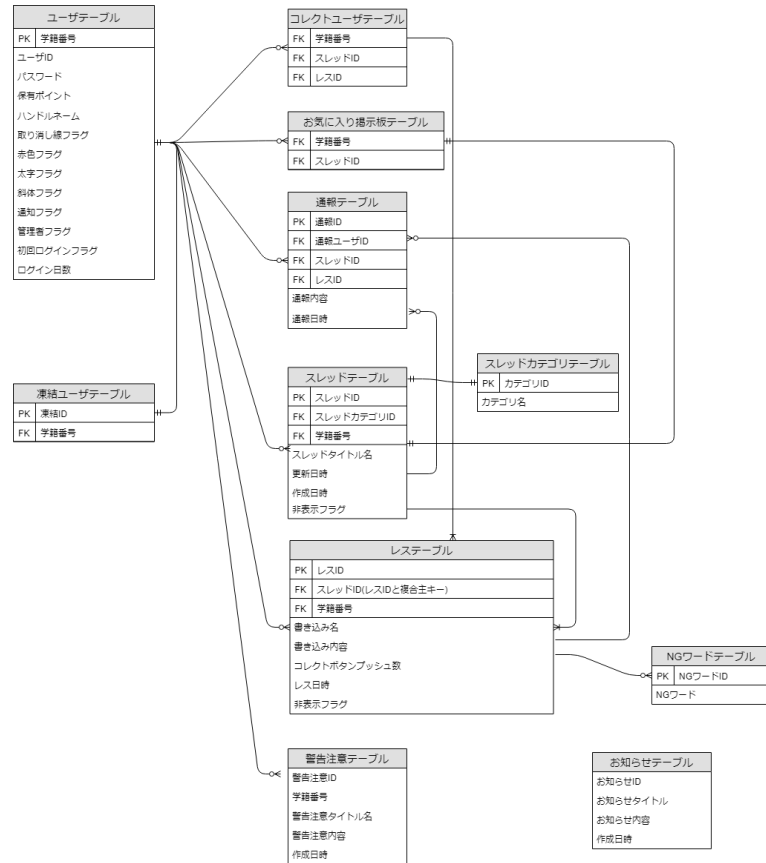 ユーザテーブル
PK 学籍番号
ユーザID
パスワード
保有ポイント
ハンドルネーム
取り消し線フラグ
赤色フラグ
太字フラグ
斜体フラグ
通知フラグ
管理者フラグ
初回ログインフラグ
ログイン日数
コレクトユーザテーブル
FK 学籍番号
FK スレッドID
FK レスID
お気に入り掲示板テーブル
FK 学籍番号
FK スレッドID
通報テーブル
PK 通報ID
FK 通報ユーザID
FK スレッドID
FK レスID
通報内容
通報日時
凍結ユーザテーブル
PK 凍結ID
FK 学籍番号
スレッドテーブル
PK スレッドID
FK スレッドカテゴリID
FK 学籍番号
スレッドタイトル名
更新日時
作成日時
非表示フラグ
スレッドカテゴリテーブル
PK カテゴリID
カテゴリ名
レステーブル
PK レスID
FK スレッドID(レスIDと複合主キー)
FK 学籍番号
書き込み名
書き込み内容
コレクトボタンプッシュ数
レス日時
非表示フラグ
NGワードテーブル
PK NGワードID
NGワード
警告注意テーブル
警告注意ID
学籍番号
警告注意タイトル名
警告注意内容
作成日時
お知らせテーブル
お知らせID
お知らせタイトル
お知らせ内容
作成日時